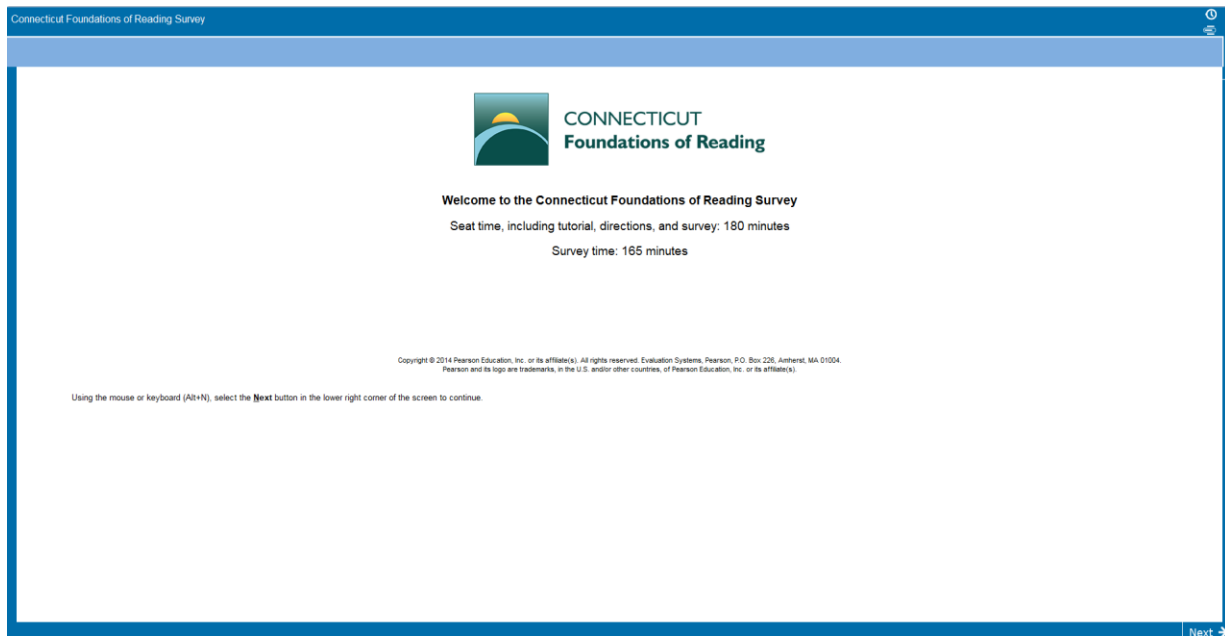 Connecticut Foundations of Reading Survey
CONNECTICUT
Foundations of Reading
Welcome to the Connecticut Foundations of Reading Survey
Seat time, including tutorial, directions, and survey: 180 minutes
Survey time: 165 minutes
Copyright © 2014 Pearson Education, Inc. or its affiliate(s). All rights reserved. Evaluation Systems, Pearson, P.O. Box 226, Amherst, MA 01004.
Pearson and its logo are trademarks, in the U.S. and/or other countries, of Pearson Education, Inc. or its affiliate(s).
Using the mouse or keyboard (Alt+N), select the Next button in the lower right corner of the screen to continue.
Next